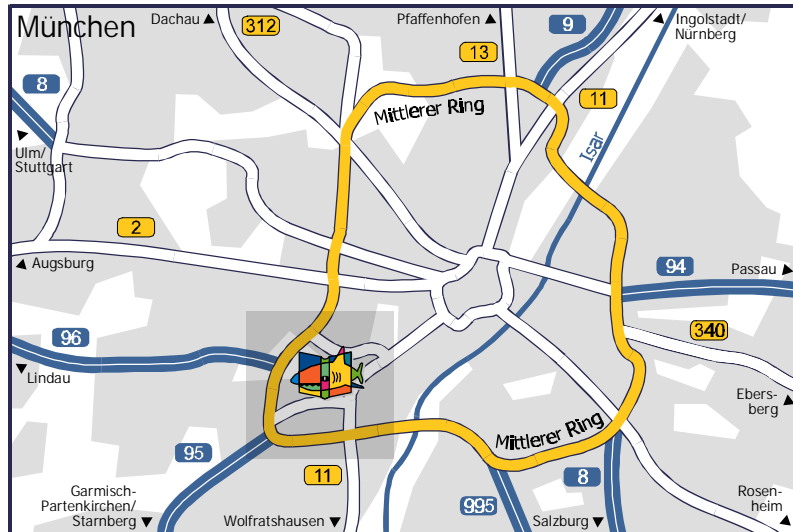 München
Dachau
312
Pfaffenhofen
9
Ingolstadt/
Nürnberg
13
8
11
Mittlerer Ring
Isar
Ulm/
Stuttgart
2
Augsburg
94
Passau
96
340
Lindau
Ebers-
berg
Mittlerer Ring
95
11
995
8
Garmisch-
Partenkirchen/
Starnberg
Wolfratshausen
Salzburg
Rosen-
heim